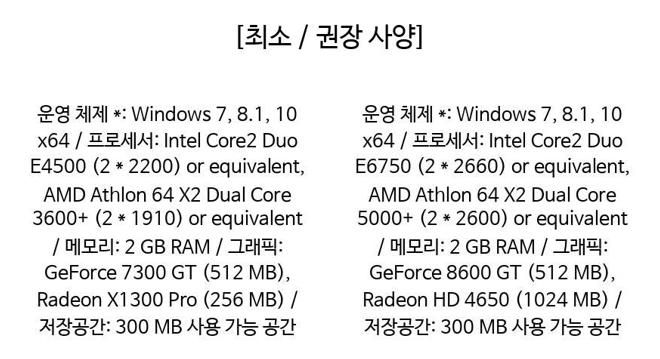 [최소 / 권장 사양]
운영 체제 *: Windows 7, 8.1, 10
x64 / 프로세서: Intel Core2 Duo
E4500 (2 * 2200) or equivalent,
AMD Athlon 64 X2 Dual Core
3600+ (2 * 1910) or equivalent
/ 메모리: 2 GB RAM / 그래픽:
GeForce 7300 GT (512 MB),
Radeon X1300 Pro (256 MB) /
저장공간: 300 MB 사용 가능 공간
운영 체제 *: Windows 7, 8.1, 10
x64 / 프로세서: Intel Core2 Duo
E6750 (2 * 2660) or equivalent,
AMD Athlon 64 X2 Dual Core
5000+ (2 * 2600) or equivalent
/ 메모리: 2 GB RAM / 그래픽:
GeForce 8600 GT (512 MB),
Radeon HD 4650 (1024 MB) /
저장공간: 300 MB 사용 가능 공간